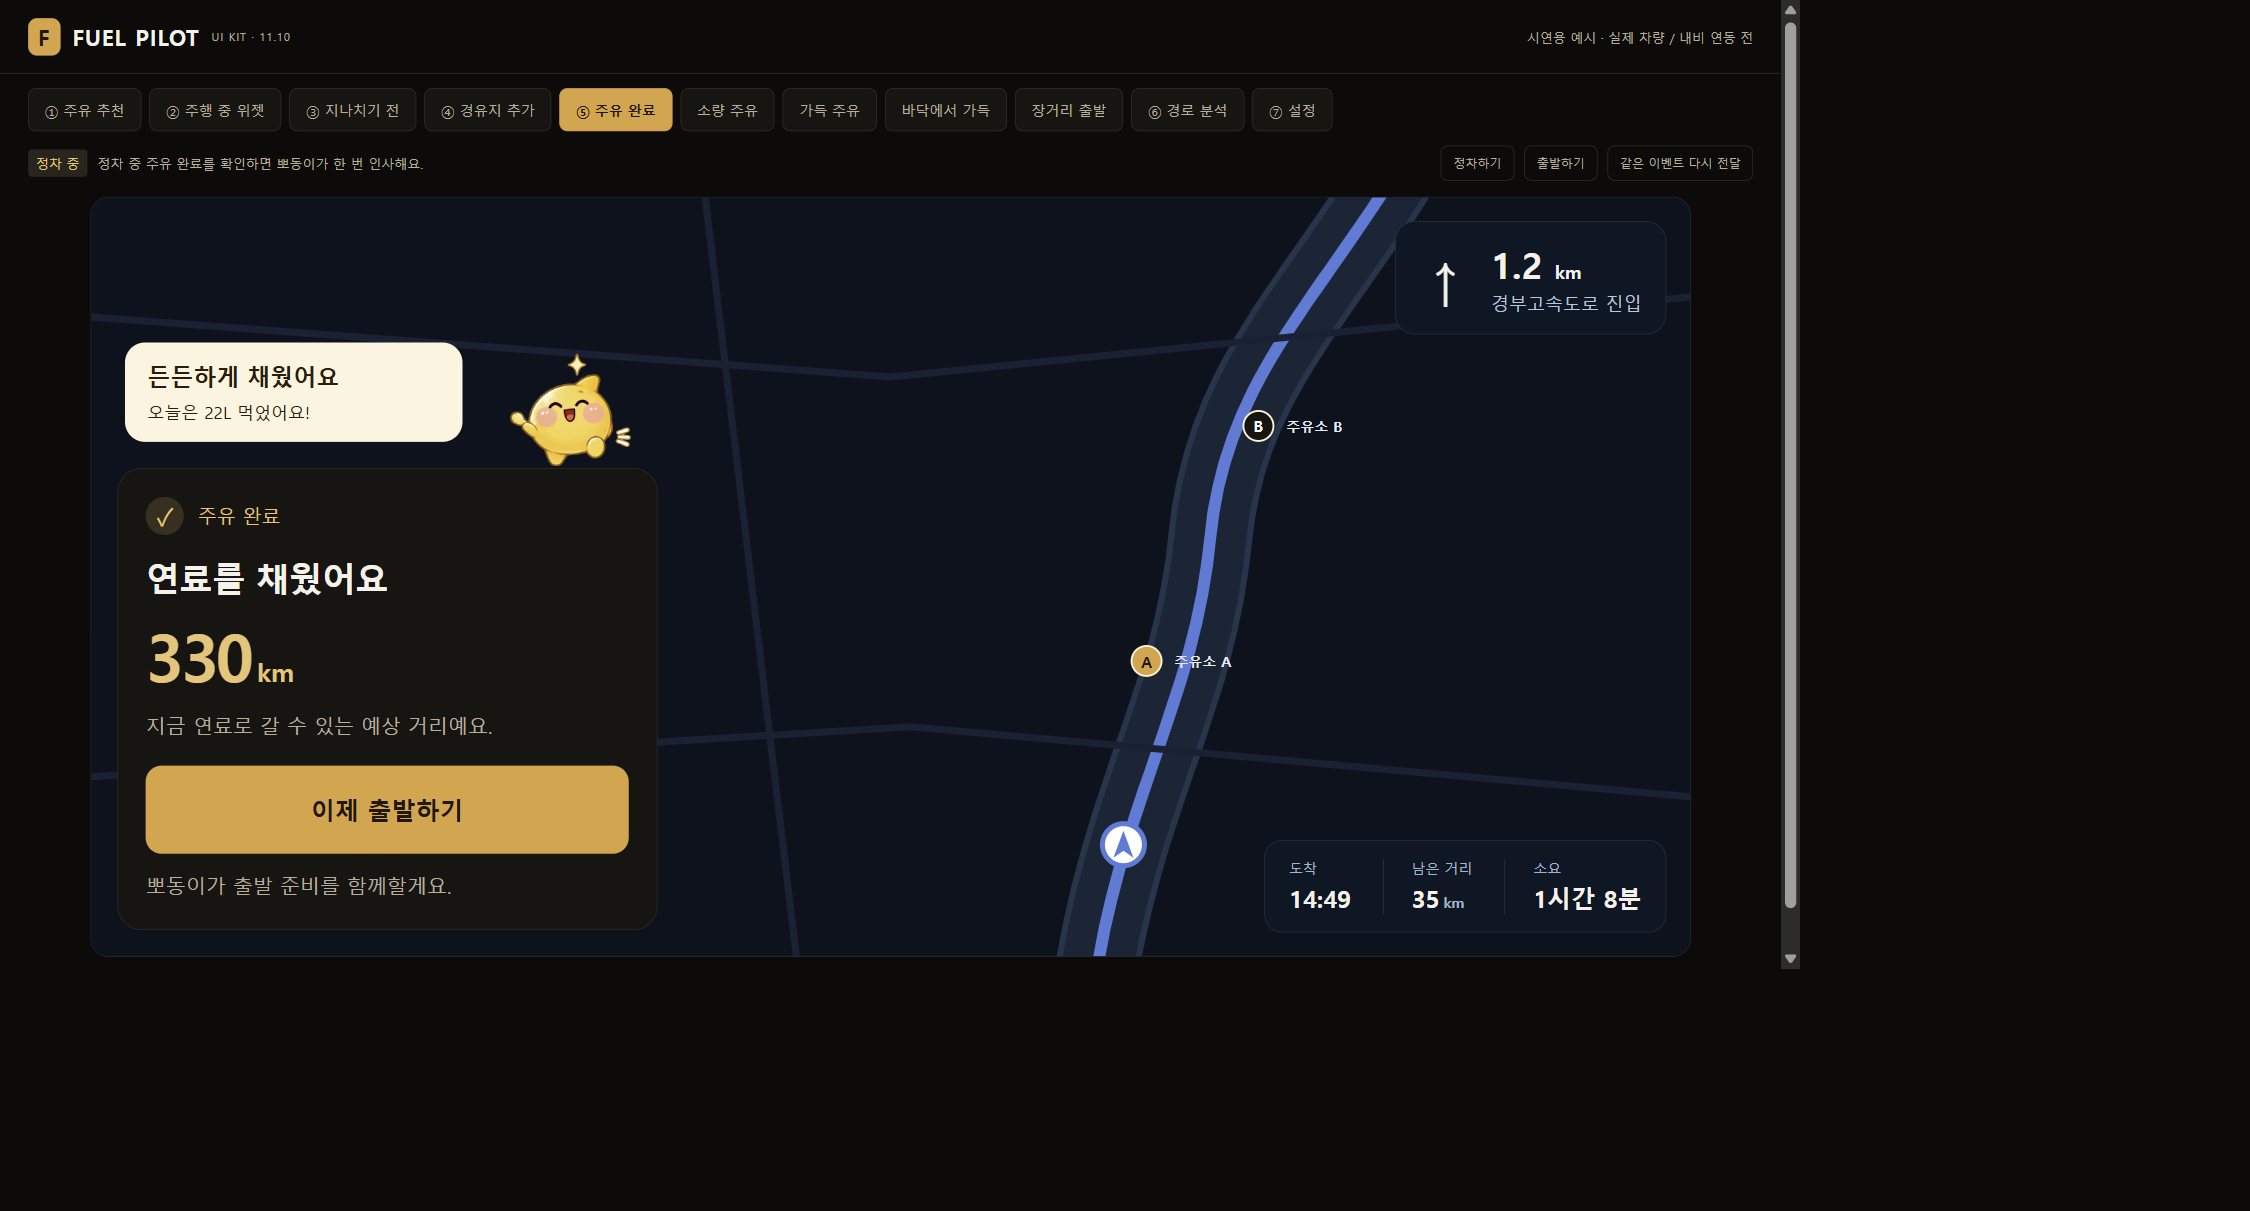 F FUEL PILOT UI KIT · 11.10
시연용 예시 · 실제 차량 / 내비 연동 전
① 주유 추천
② 주행 중 위젯
③ 지나치기 전
④ 경유지 추가
⑤ 주유 완료
소량 주유
가득 주유
바닥에서 가득
장거리 출발
⑥ 경로 분석
⑦ 설정
정차 중 정차 중 주유 완료를 확인하면 뽀동이가 한 번 인사해요.
정차하기
출발하기
같은 이벤트 다시 전달
1.2 km
경부고속도로 진입
든든하게 채웠어요
오늘은 22L 먹었어요!
B 주유소 B
✓ 주유 완료
연료를 채웠어요
330 km
지금 연료로 갈 수 있는 예상 거리예요.
A 주유소 A
이제 출발하기
뽀동이가 출발 준비를 함께할게요.
도착
14:49
남은 거리
35 km
소요
1시간 8분